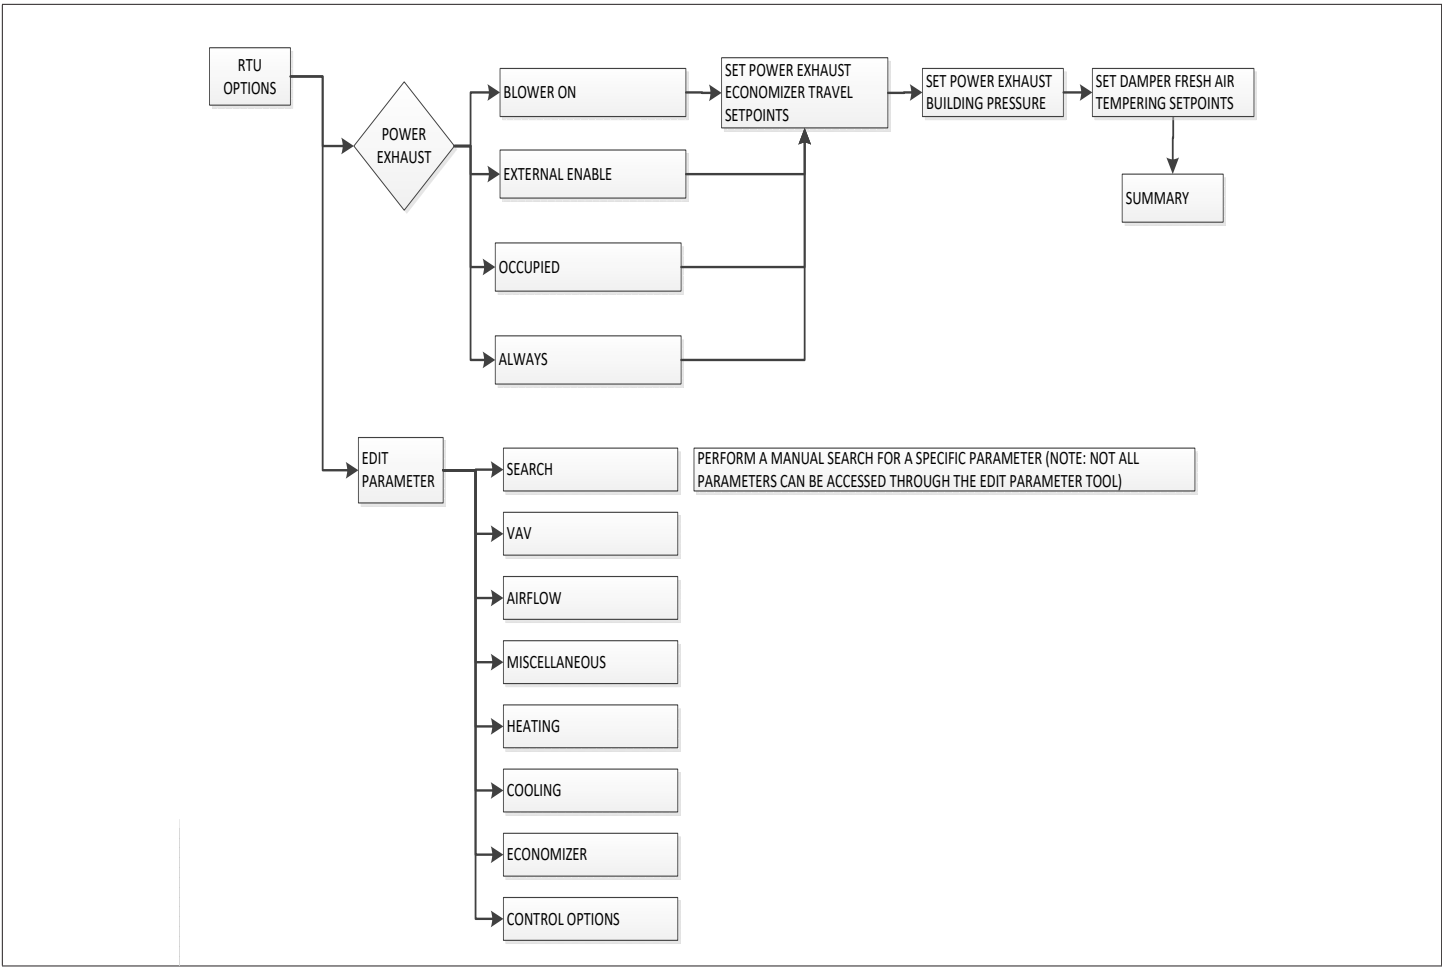 RTU
OPTIONS
POWER
EXHAUST
BLOWER ON
EXTERNAL ENABLE
OCCUPIED
ALWAYS
SET POWER EXHAUST
ECONOMIZER TRAVEL
SETPOINTS
SET POWER EXHAUST
BUILDING PRESSURE
SET DAMPER FRESH AIR
TEMPERING SETPOINTS
SUMMARY
EDIT
PARAMETER
SEARCH
PERFORM A MANUAL SEARCH FOR A SPECIFIC PARAMETER (NOTE: NOT ALL
PARAMETERS CAN BE ACCESSED THROUGH THE EDIT PARAMETER TOOL)
VAV
AIRFLOW
MISCELLANEOUS
HEATING
COOLING
ECONOMIZER
CONTROL OPTIONS